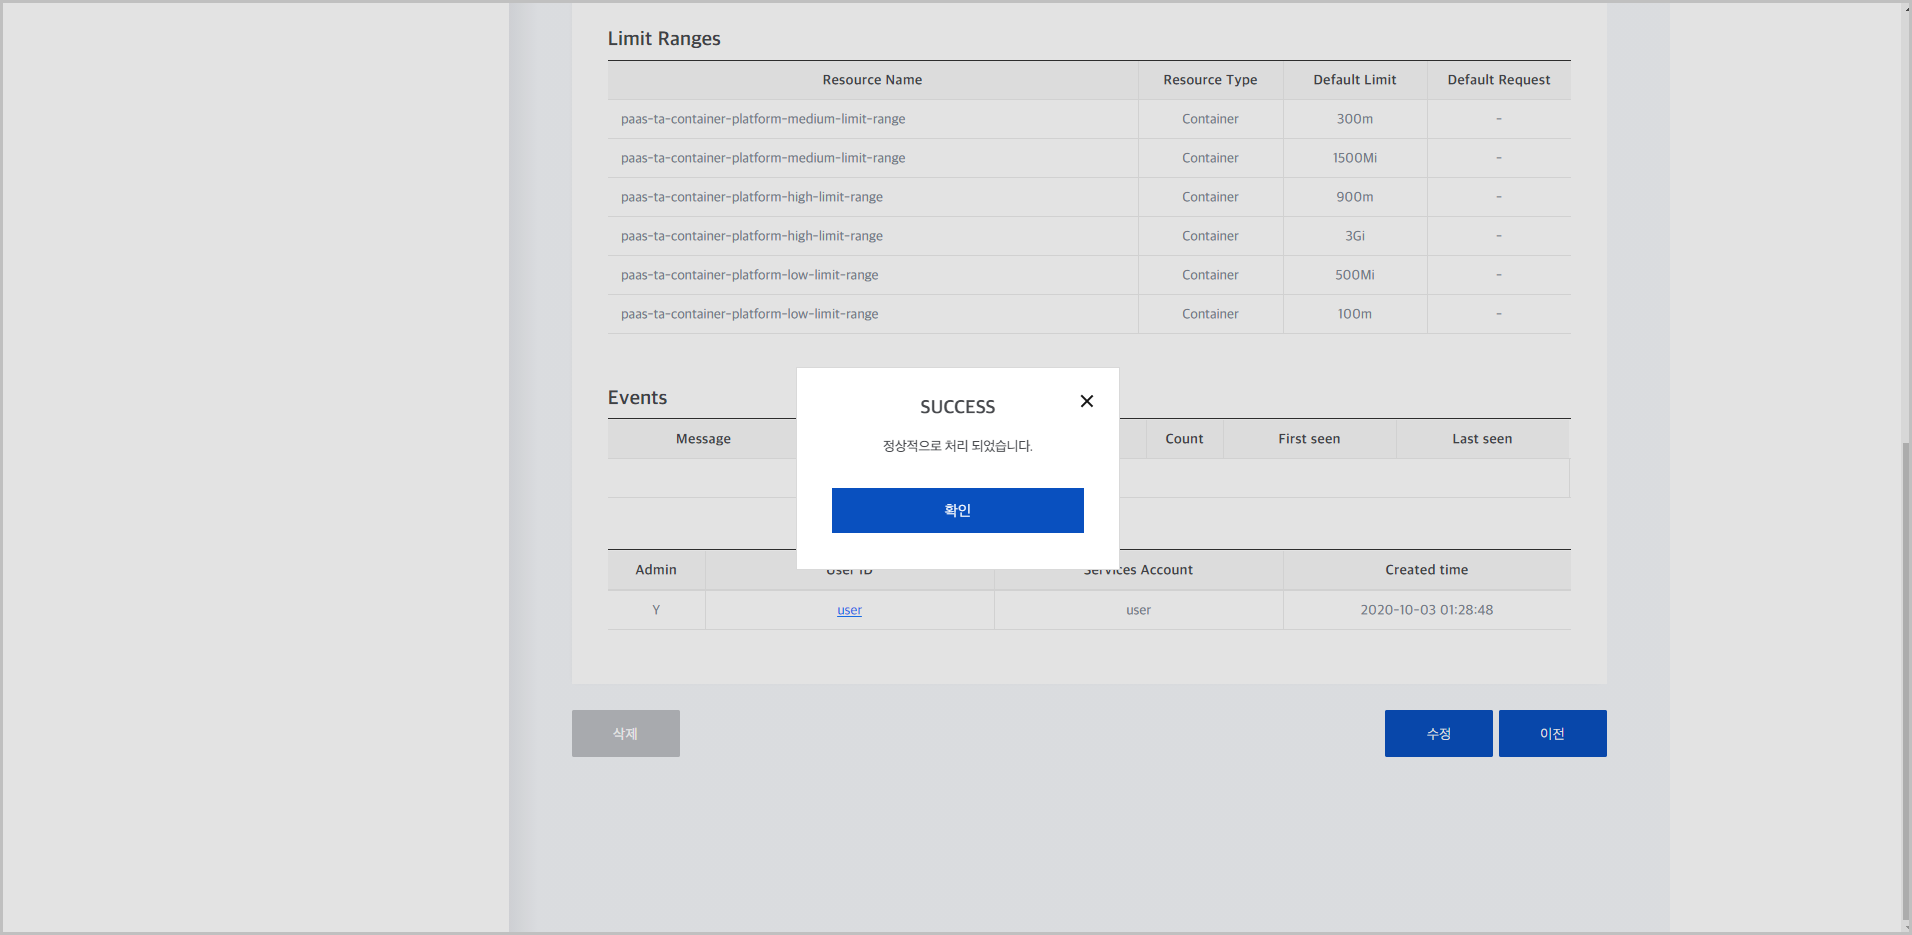 Limit Ranges
Resource Name Resource Type Default Limit Default Request
paas-ta-container-platform-medium-limit-range Container 300m -
paas-ta-container-platform-medium-limit-range Container 1500Mi -
paas-ta-container-platform-high-limit-range Container 900m -
paas-ta-container-platform-high-limit-range Container 3Gi -
paas-ta-container-platform-low-limit-range Container 500Mi -
paas-ta-container-platform-low-limit-range Container 100m -
Events
Message Count First seen Last seen
SUCCESS
정상적으로 처리 되었습니다.
확인
Admin User ID Services Account Created time
Y user user 2020-10-03 01:28:48
삭제 수정 이전